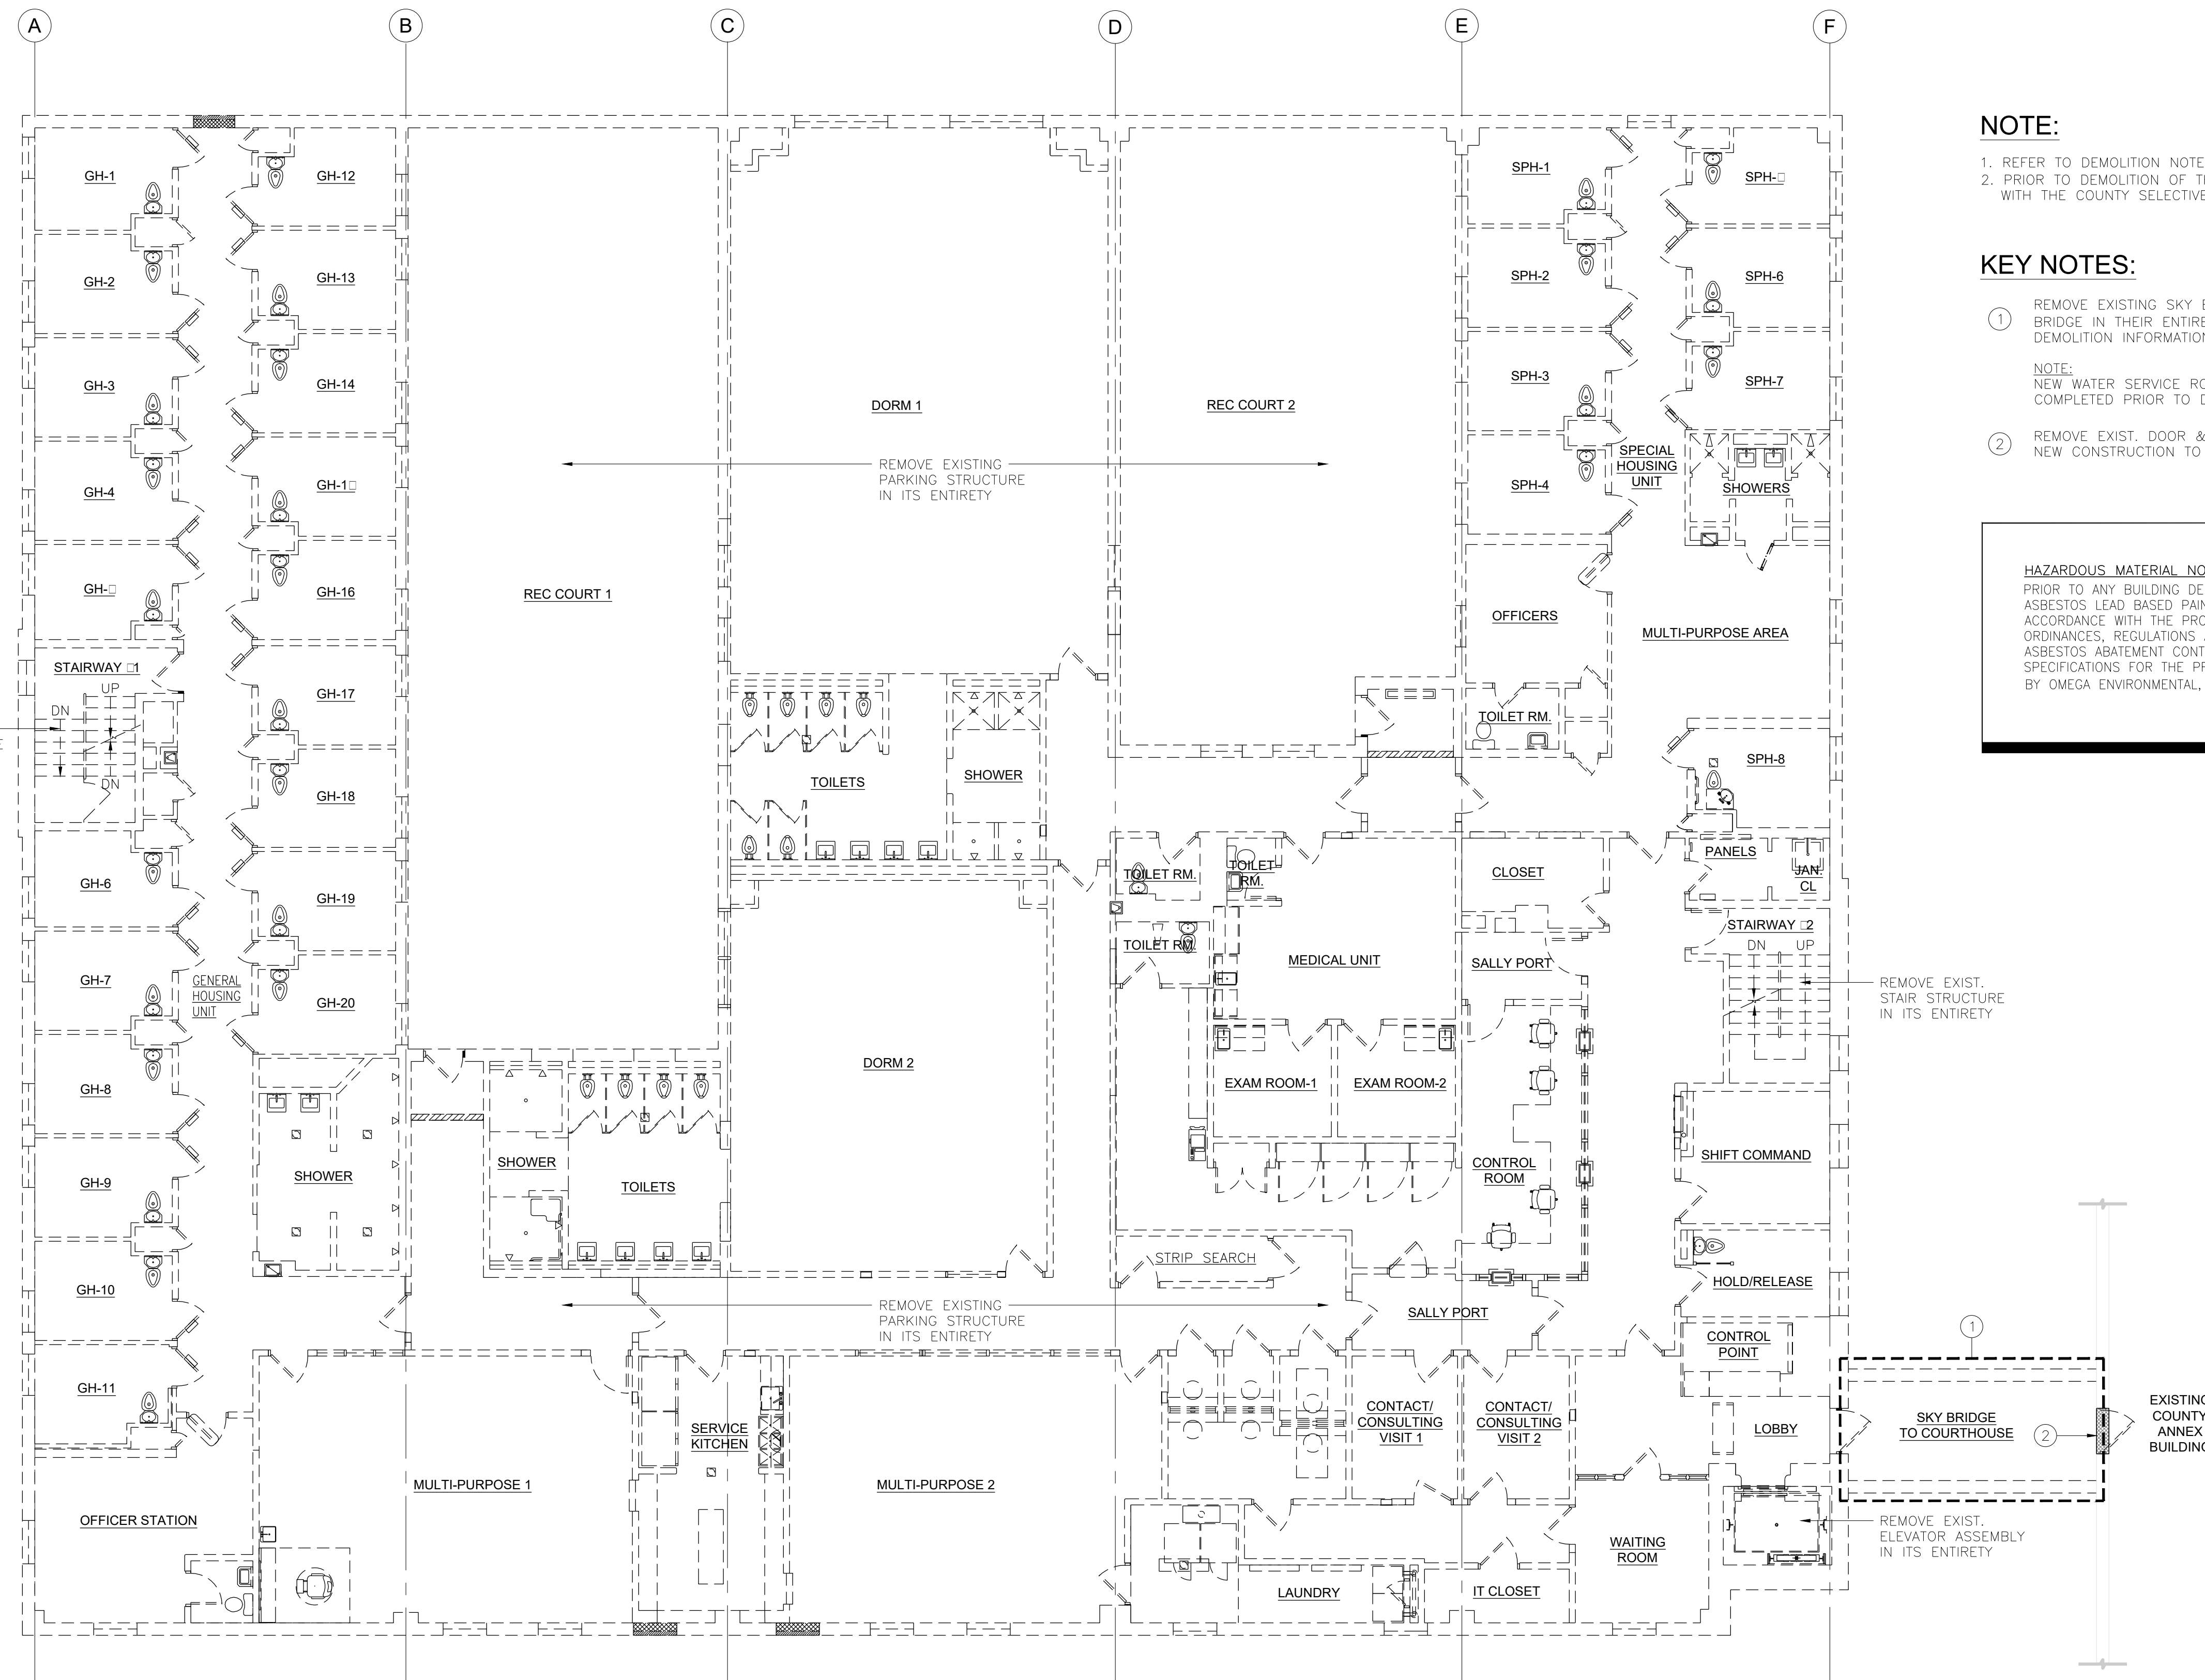 A
B
C
D
E
F
NOTE:
1. REFER TO DEMOLITION NOTE
2. PRIOR TO DEMOLITION OF
WITH THE COUNTY SELECTIVE
KEY NOTES:
1
REMOVE EXISTING SKY
BRIDGE IN THEIR
DEMOLITION INFORMATION
NOTE:
NEW WATER SERVICE
COMPLETED PRIOR TO
2
REMOVE EXIST. DOOR &
NEW CONSTRUCTION TO
HAZARDOUS MATERIAL
PRIOR TO ANY BUILDING
ASBESTOS LEAD BASED
ACCORDANCE WITH THE
ORDINANCES, REGULATIONS
ASBESTOS ABATEMENT
SPECIFICATIONS FOR THE
BY OMEGA ENVIRONMENTAL,
GH-1
GH-2
GH-3
GH-4
GH-□
STAIRWAY □1
UP
DN
DN
GH-6
GH-7
GH-8
GH-9
GH-10
GH-11
OFFICER STATION
GH-12
GH-13
GH-14
GH-1□
GH-16
GH-17
GH-18
GH-19
GH-20
GENERAL
HOUSING
UNIT
SHOWER
REC COURT 1
SHOWER
TOILETS
MULTI-PURPOSE 1
SERVICE
KITCHEN
DORM 1
REMOVE EXISTING
PARKING STRUCTURE
IN ITS ENTIRETY
TOILETS
SHOWER
DORM 2
REMOVE EXISTING
PARKING STRUCTURE
IN ITS ENTIRETY
MULTI-PURPOSE 2
REC COURT 2
TOILET RM.
TOILET
RM.
TOILET RM.
MEDICAL UNIT
EXAM ROOM-1
EXAM ROOM-2
STRIP SEARCH
SALLY PORT
CONTACT/
CONSULTING
VISIT 1
CONTACT/
CONSULTING
VISIT 2
LAUNDRY
IT CLOSET
WAITING
ROOM
SPH-1
SPH-2
SPH-3
SPH-4
SPECIAL
HOUSING
UNIT
SPH-□
SPH-6
SPH-7
SHOWERS
OFFICERS
MULTI-PURPOSE AREA
TOILET RM.
SPH-8
CLOSET
PANELS
JAN.
CL
SALLY PORT
STAIRWAY □2
DN
UP
REMOVE EXIST.
STAIR STRUCTURE
IN ITS ENTIRETY
CONTROL
ROOM
SHIFT COMMAND
HOLD/RELEASE
CONTROL
POINT
LOBBY
1
SKY BRIDGE
TO COURTHOUSE
2
EXISTING
COUNTY
ANNEX
BUILDING
REMOVE EXIST.
ELEVATOR ASSEMBLY
IN ITS ENTIRETY